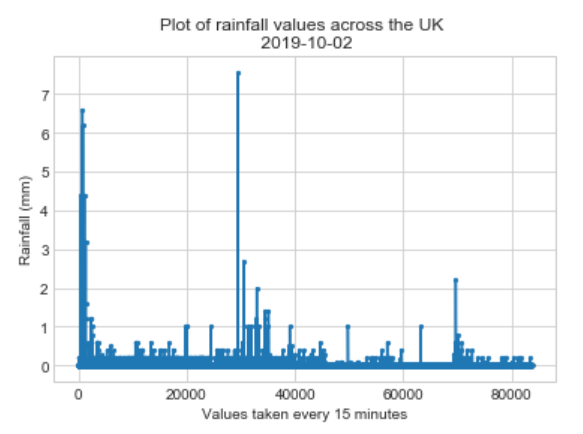 Plot of rainfall values across the UK
2019-10-02
7
6
5
4
3
2
1
0
Rainfall (mm)
0 20000 40000 60000 80000
Values taken every 15 minutes